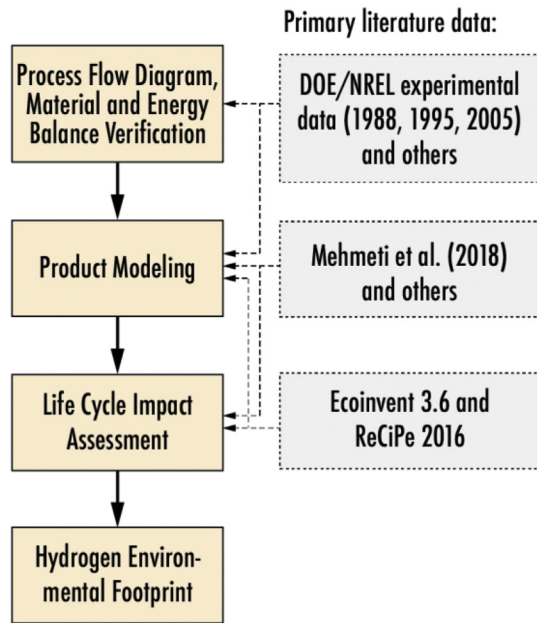 Primary literature data:
Process Flow Diagram,
Material and Energy
Balance Verification
DOE/NREL experimental
data (1988, 1995, 2005)
and others
Product Modeling
Mehmeti et al. (2018)
and others
Life Cycle Impact
Assessment
Ecoinvent 3.6 and
ReCiPe 2016
Hydrogen Environ-
mental Footprint